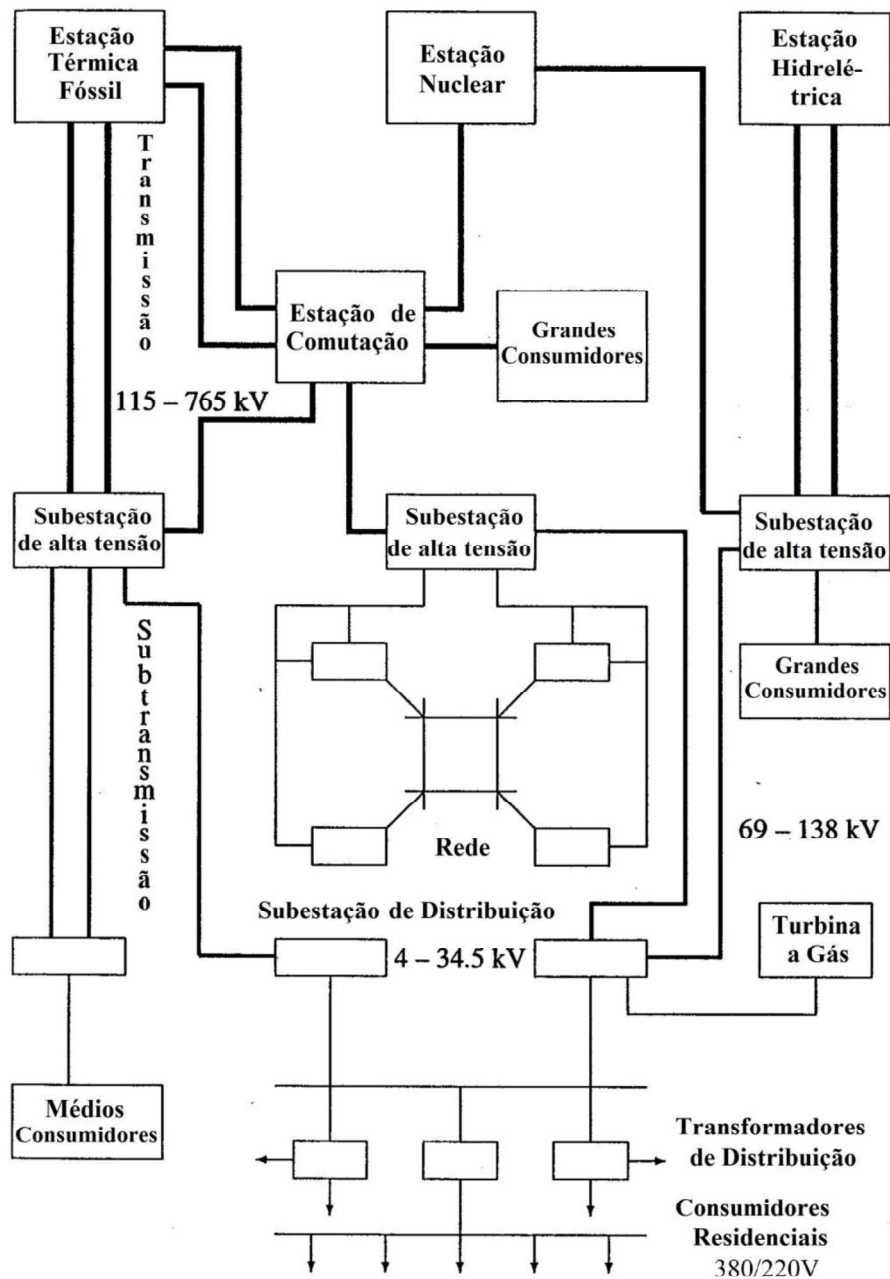 Estação
Térmica
Fóssil
Estação
Nuclear
Estação
Hidrelé-
trica
Transmissão
Estação de
Comutação
Grandes
Consumidores
115 – 765 kV
Subestação
de alta tensão
Subestação
de alta tensão
Subestação
de alta tensão
Subtransmissão
Grandes
Consumidores
Rede
69 – 138 kV
Subestação de Distribuição
4 – 34.5 kV
Turbina
a Gás
Médios
Consumidores
Transformadores
de Distribuição
Consumidores
Residenciais
380/220V